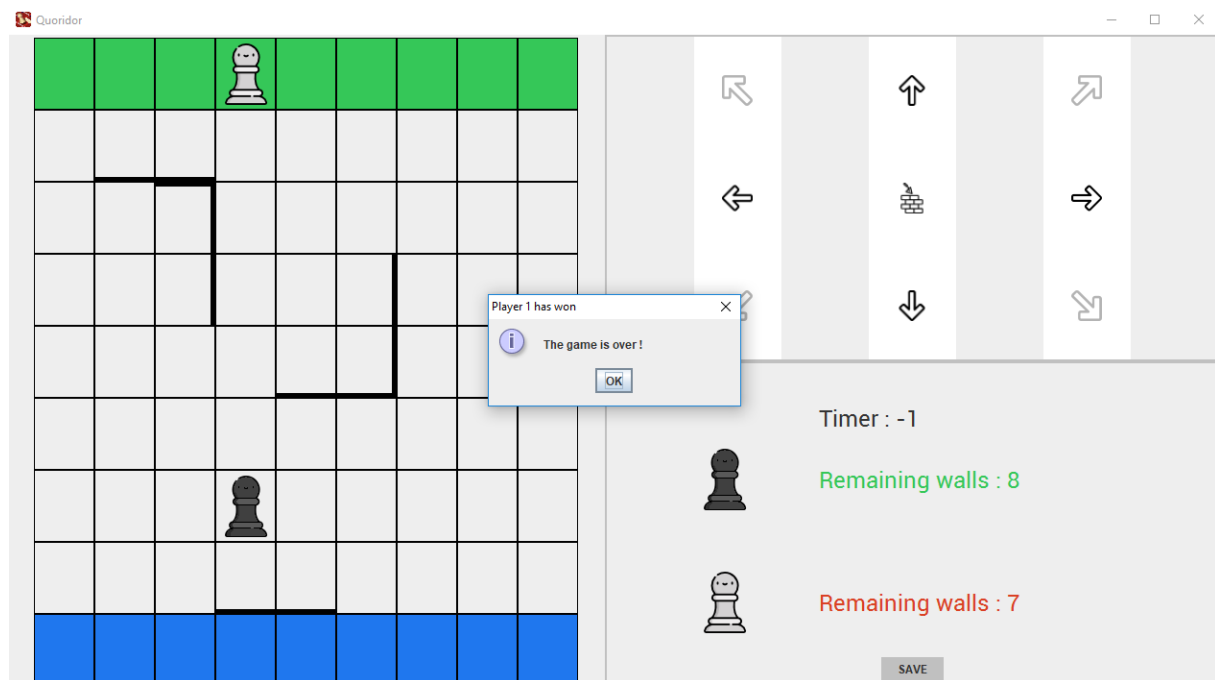 Quoridor
Player 1 has won
The game is over !
OK
Timer : -1
Remaining walls : 8
Remaining walls : 7
SAVE